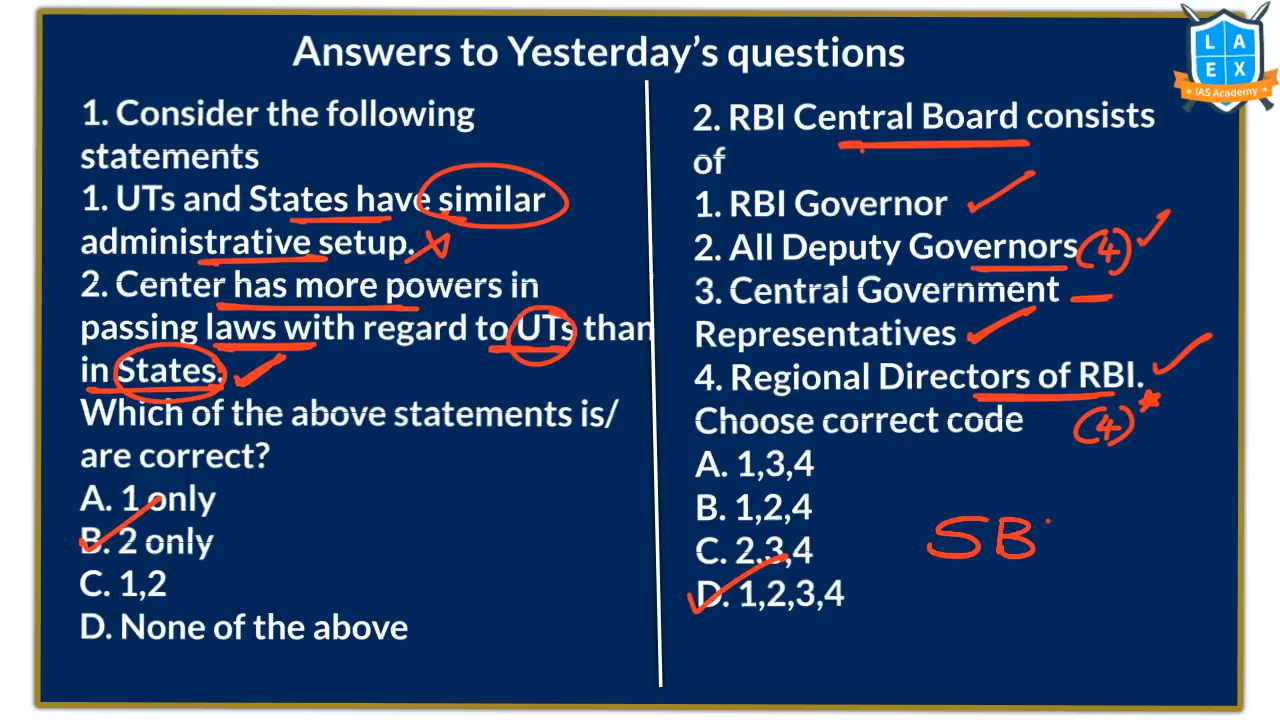 Answers to Yesterday's questions
1. Consider the following
statements
1. UTs and States have similar
administrative setup.
2. Center has more powers in
passing laws with regard to UTs than
in States.
Which of the above statements is/
are correct?
A. 1 only
B. 2 only
C. 1,2
D. None of the above
2. RBI Central Board consists
of
1. RBI Governor
2. All Deputy Governors (4)
3. Central Government
Representatives
4. Regional Directors of RBI.
Choose correct code (4)*
A. 1,3,4
B. 1,2,4
C. 2,3,4
D. 1,2,3,4
SB
L A
E X
IAS Academy